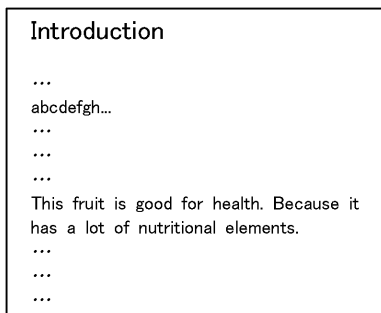 Introduction
...
abcdefgh...
...
...
...
This fruit is good for health. Because it
has a lot of nutritional elements.
...
...
...